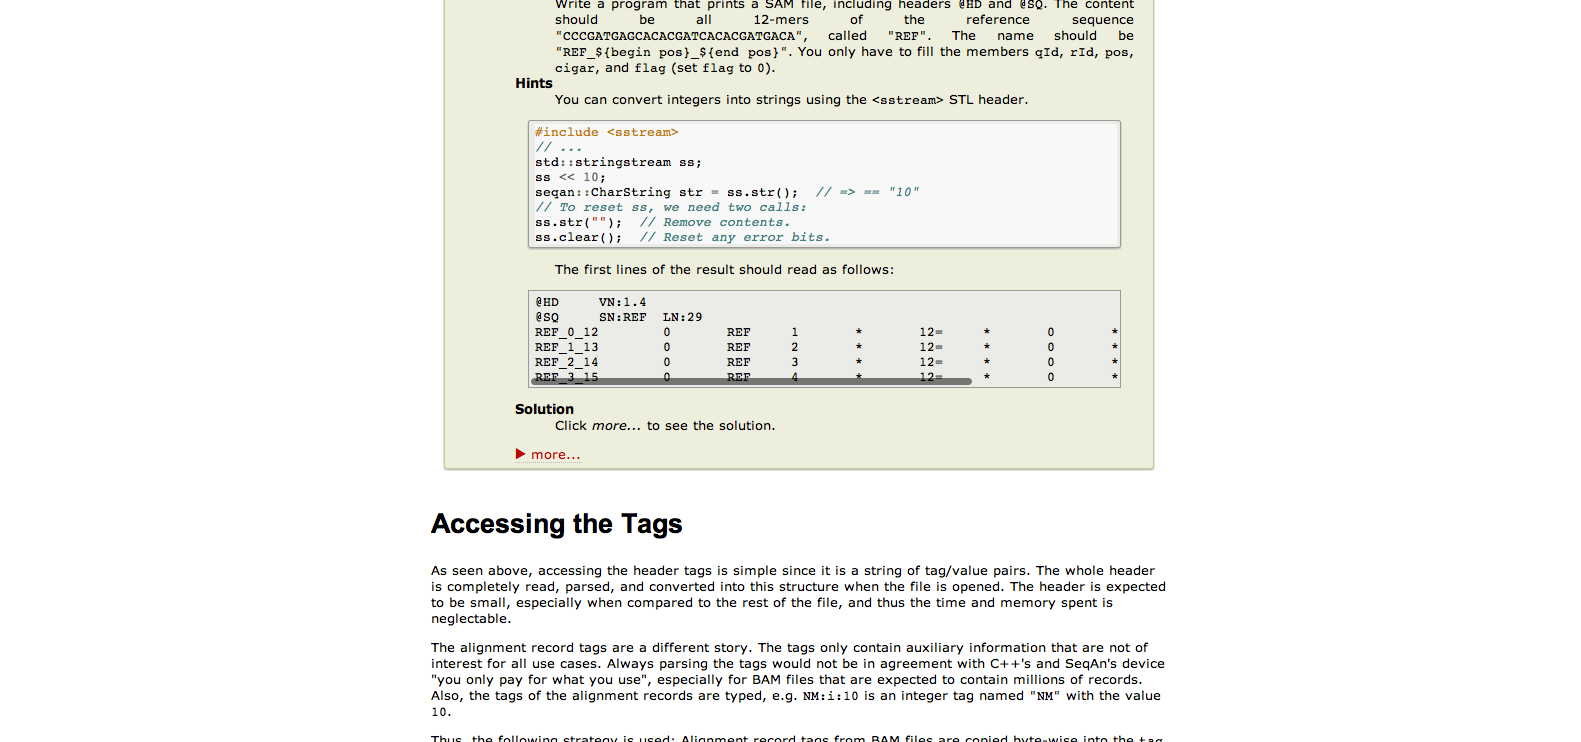 Write a program that prints a SAM file, including headers @HD and @SQ. The content
should be all 12-mers of the reference sequence
"CCCGATGAGCACACGATCACACGATGACA", called "REF". The name should be
"REF_${begin pos}_${end pos}". You only have to fill the members qId, rId, pos,
cigar, and flag (set flag to 0).
Hints
You can convert integers into strings using the <sstream> STL header.
#include <sstream>
// ...
std::stringstream ss;
ss << 10;
seqan::CharString str = ss.str();  // => == "10"
// To reset ss, we need two calls:
ss.str("");  // Remove contents.
ss.clear();  // Reset any error bits.
The first lines of the result should read as follows:
@HD VN:1.4
@SQ SN:REF LN:29
REF_0_12 0 REF 1 * 12= * 0 *
REF_1_13 0 REF 2 * 12= * 0 *
REF_2_14 0 REF 3 * 12= * 0 *
REF_3_15 0 REF 4 * 12= * 0 *
Solution
Click more... to see the solution.
more...
Accessing the Tags
As seen above, accessing the header tags is simple since it is a string of tag/value pairs. The whole header
is completely read, parsed, and converted into this structure when the file is opened. The header is expected
to be small, especially when compared to the rest of the file, and thus the time and memory spent is
neglectable.
The alignment record tags are a different story. The tags only contain auxiliary information that are not of
interest for all use cases. Always parsing the tags would not be in agreement with C++'s and SeqAn's device
"you only pay for what you use", especially for BAM files that are expected to contain millions of records.
Also, the tags of the alignment records are typed, e.g. NM:i:10 is an integer tag named "NM" with the value
10.
Thus, the following strategy is used: Alignment record tags from BAM files are copied byte-wise into the tag